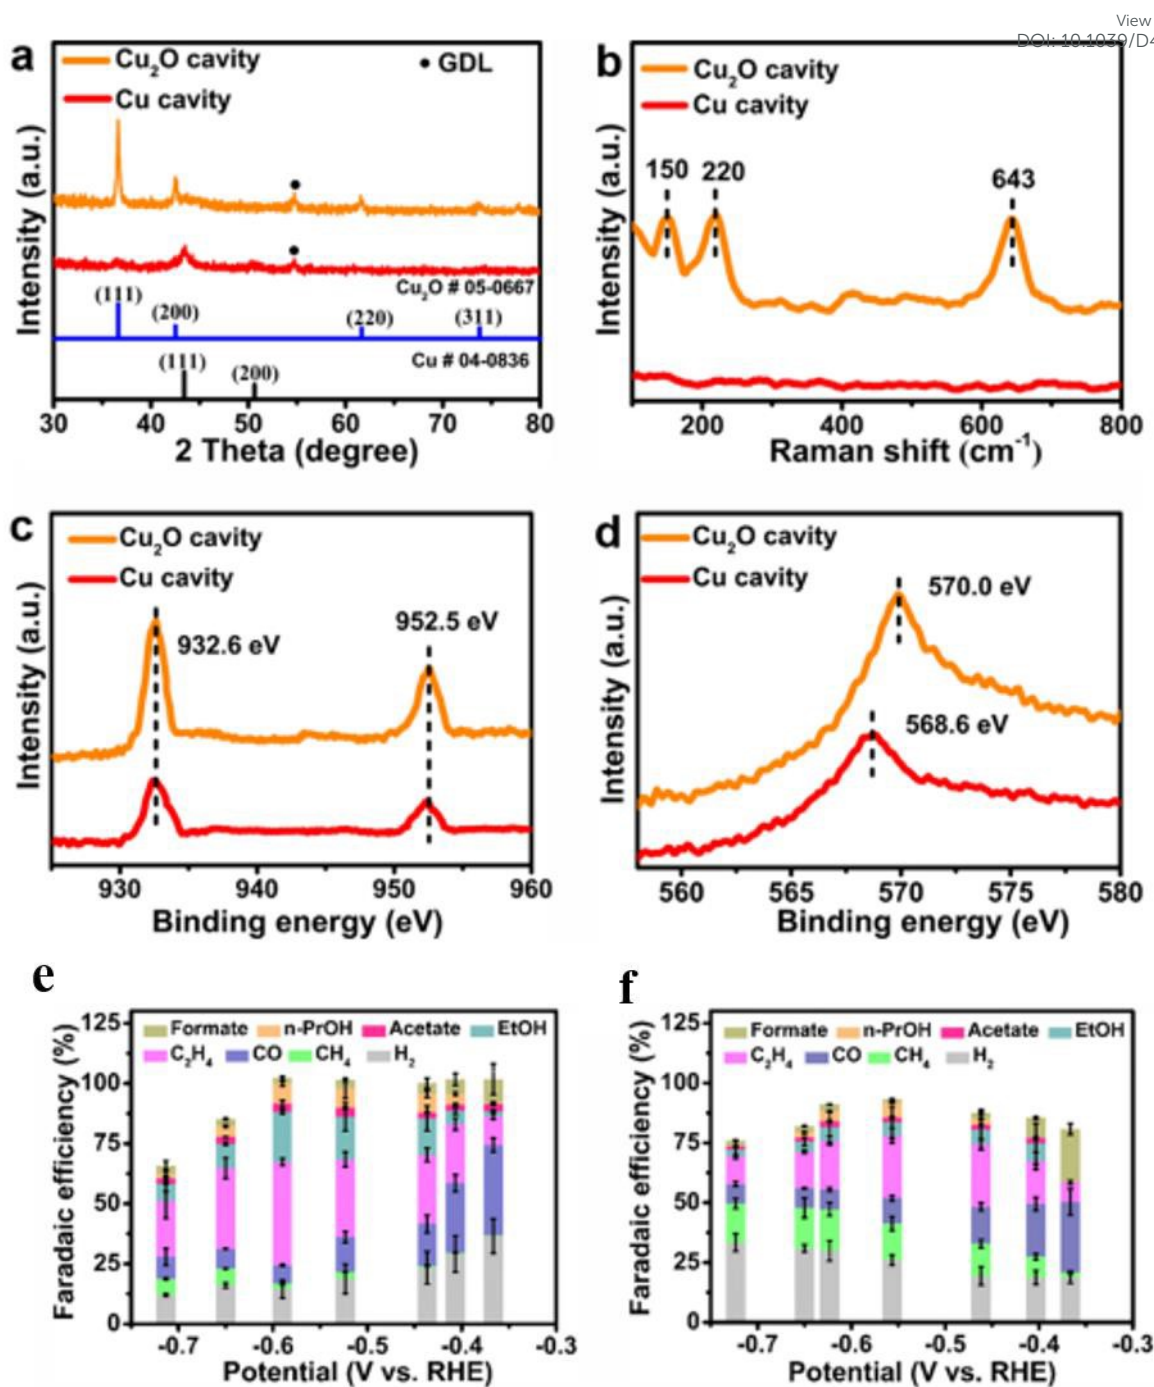 View
DOI: 10.1039/D4
a
Cu₂O cavity
Cu cavity
• GDL
Intensity (a.u.)
Cu₂O # 05-0667
(111)
(200)
(220)
(311)
Cu # 04-0836
(111)
(200)
30 40 50 60 70 80
2 Theta (degree)
b
Cu₂O cavity
Cu cavity
150 220
643
Intensity (a.u.)
200 400 600 800
Raman shift (cm⁻¹)
c
Cu₂O cavity
Cu cavity
932.6 eV
952.5 eV
Intensity (a.u.)
930 940 950 960
Binding energy (eV)
d
Cu₂O cavity
Cu cavity
570.0 eV
568.6 eV
Intensity (a.u.)
560 565 570 575 580
Binding energy (eV)
e
Formate n-PrOH Acetate EtOH
C₂H₄ CO CH₄ H₂
Faradaic efficiency (%)
125
100
75
50
25
0
-0.7 -0.6 -0.5 -0.4 -0.3
Potential (V vs. RHE)
f
Formate n-PrOH Acetate EtOH
C₂H₄ CO CH₄ H₂
Faradaic efficiency (%)
125
100
75
50
25
0
-0.7 -0.6 -0.5 -0.4 -0.3
Potential (V vs. RHE)